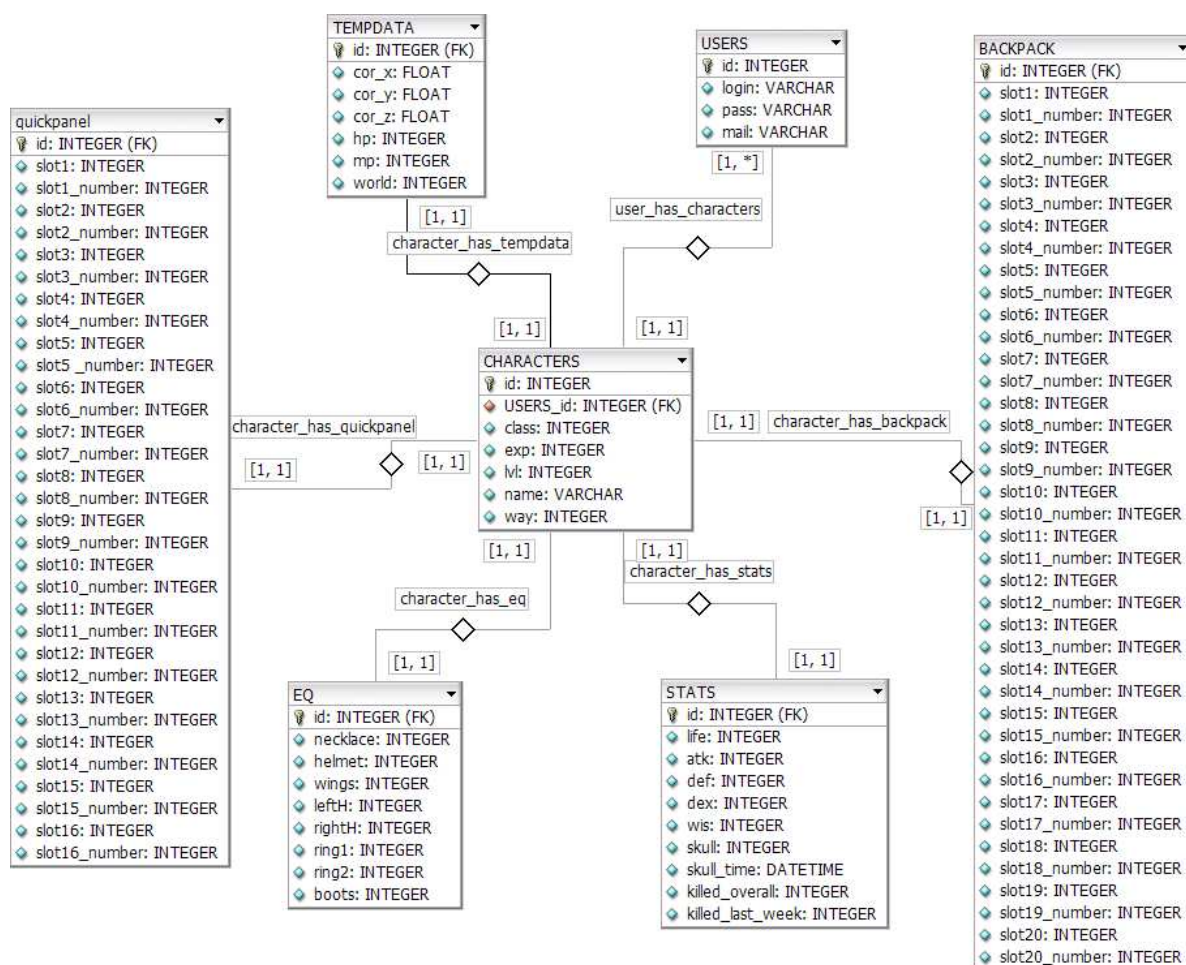 TEMPDATA
id: INTEGER (FK)
cor_x: FLOAT
cor_y: FLOAT
cor_z: FLOAT
hp: INTEGER
mp: INTEGER
world: INTEGER
USERS
id: INTEGER
login: VARCHAR
pass: VARCHAR
mail: VARCHAR
BACKPACK
id: INTEGER (FK)
slot1: INTEGER
slot1_number: INTEGER
slot2: INTEGER
slot2_number: INTEGER
slot3: INTEGER
slot3_number: INTEGER
slot4: INTEGER
slot4_number: INTEGER
slot5: INTEGER
slot5_number: INTEGER
slot6: INTEGER
slot6_number: INTEGER
slot7: INTEGER
slot7_number: INTEGER
slot8: INTEGER
slot8_number: INTEGER
slot9: INTEGER
slot9_number: INTEGER
slot10: INTEGER
slot10_number: INTEGER
slot11: INTEGER
slot11_number: INTEGER
slot12: INTEGER
slot12_number: INTEGER
slot13: INTEGER
slot13_number: INTEGER
slot14: INTEGER
slot14_number: INTEGER
slot15: INTEGER
slot15_number: INTEGER
slot16: INTEGER
slot16_number: INTEGER
slot17: INTEGER
slot17_number: INTEGER
slot18: INTEGER
slot18_number: INTEGER
slot19: INTEGER
slot19_number: INTEGER
slot20: INTEGER
slot20_number: INTEGER
quickpanel
id: INTEGER (FK)
slot1: INTEGER
slot1_number: INTEGER
slot2: INTEGER
slot2_number: INTEGER
slot3: INTEGER
slot3_number: INTEGER
slot4: INTEGER
slot4_number: INTEGER
slot5: INTEGER
slot5 _number: INTEGER
slot6: INTEGER
slot6_number: INTEGER
slot7: INTEGER
slot7_number: INTEGER
slot8: INTEGER
slot8_number: INTEGER
slot9: INTEGER
slot9_number: INTEGER
slot10: INTEGER
slot10_number: INTEGER
slot11: INTEGER
slot11_number: INTEGER
slot12: INTEGER
slot12_number: INTEGER
slot13: INTEGER
slot13_number: INTEGER
slot14: INTEGER
slot14_number: INTEGER
slot15: INTEGER
slot15_number: INTEGER
slot16: INTEGER
slot16_number: INTEGER
[1, 1]
character_has_tempdata
[1, 1]
[1, *]
user_has_characters
[1, 1]
CHARACTERS
id: INTEGER
USERS_id: INTEGER (FK)
class: INTEGER
exp: INTEGER
lvl: INTEGER
name: VARCHAR
way: INTEGER
character_has_quickpanel
[1, 1]
[1, 1]
[1, 1]
character_has_backpack
[1, 1]
[1, 1]
character_has_eq
[1, 1]
[1, 1]
character_has_stats
[1, 1]
EQ
id: INTEGER (FK)
necklace: INTEGER
helmet: INTEGER
wings: INTEGER
leftH: INTEGER
rightH: INTEGER
ring1: INTEGER
ring2: INTEGER
boots: INTEGER
STATS
id: INTEGER (FK)
life: INTEGER
atk: INTEGER
def: INTEGER
dex: INTEGER
wis: INTEGER
skull: INTEGER
skull_time: DATETIME
killed_overall: INTEGER
killed_last_week: INTEGER